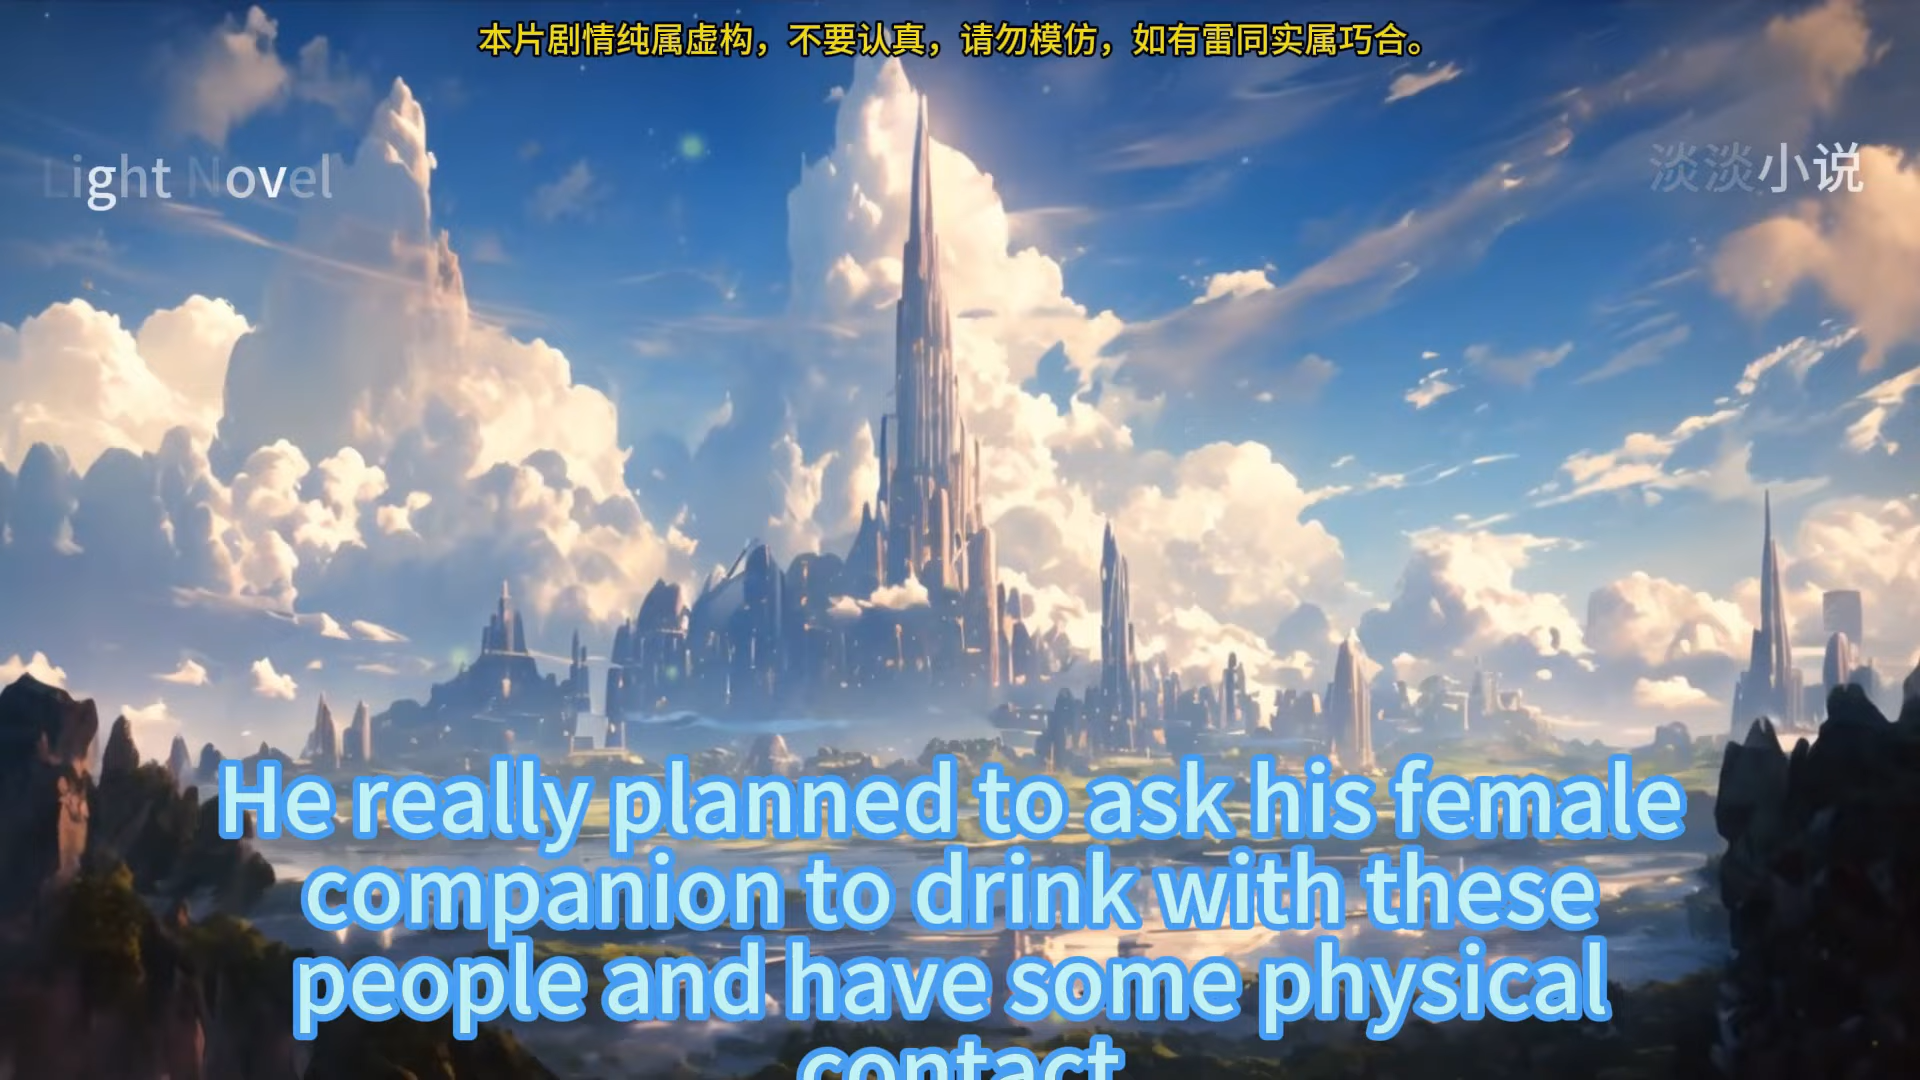 本片剧情纯属虚构，不要认真，请勿模仿，如有雷同实属巧合。
Light Novel
淡淡小说
He really planned to ask his female
companion to drink with these
people and have some physical
contact